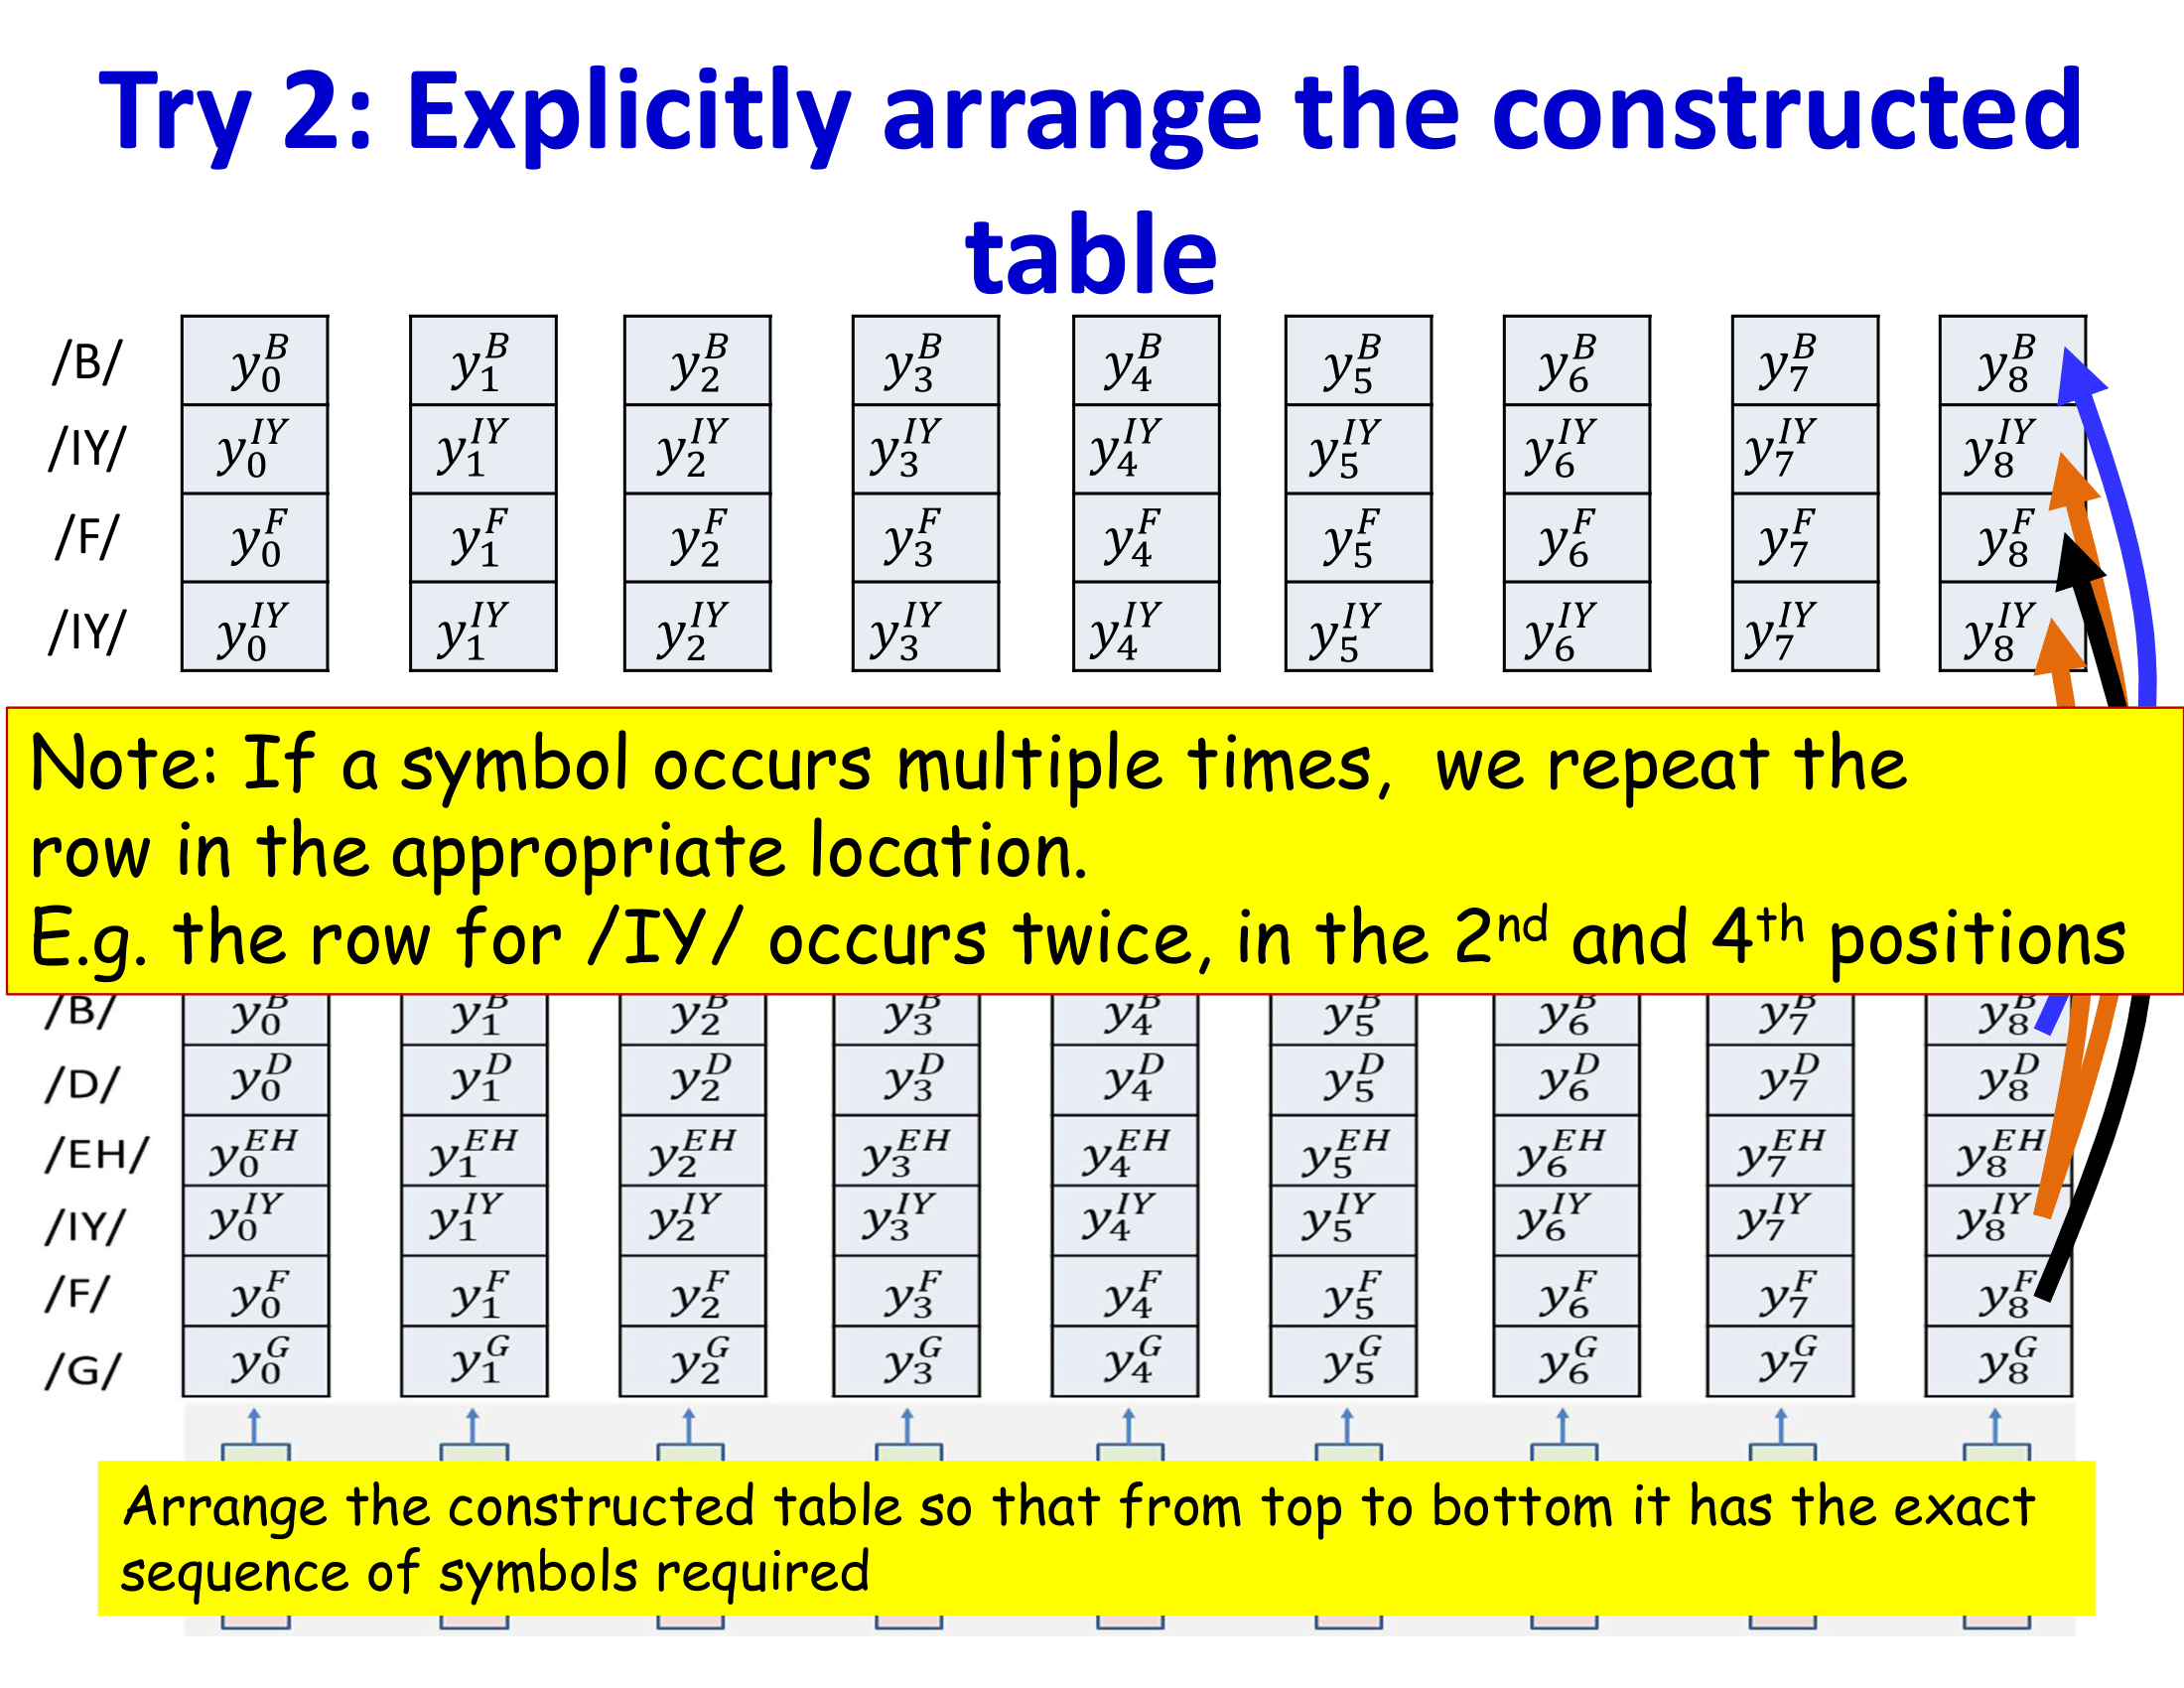 Try 2: Explicitly arrange the constructed
table
/B/ y_0^B y_1^B y_2^B y_3^B y_4^B y_5^B y_6^B y_7^B y_8^B
/IY/ y_0^{IY} y_1^{IY} y_2^{IY} y_3^{IY} y_4^{IY} y_5^{IY} y_6^{IY} y_7^{IY} y_8^{IY}
/F/ y_0^F y_1^F y_2^F y_3^F y_4^F y_5^F y_6^F y_7^F y_8^F
/IY/ y_0^{IY} y_1^{IY} y_2^{IY} y_3^{IY} y_4^{IY} y_5^{IY} y_6^{IY} y_7^{IY} y_8^{IY}
Note: If a symbol occurs multiple times, we repeat the
row in the appropriate location.
E.g. the row for /IY/ occurs twice, in the 2nd and 4th positions
/B/ y_0^B y_1^B y_2^B y_3^B y_4^B y_5^B y_6^B y_7^B y_8^B
/D/ y_0^D y_1^D y_2^D y_3^D y_4^D y_5^D y_6^D y_7^D y_8^D
/EH/ y_0^{EH} y_1^{EH} y_2^{EH} y_3^{EH} y_4^{EH} y_5^{EH} y_6^{EH} y_7^{EH} y_8^{EH}
/IY/ y_0^{IY} y_1^{IY} y_2^{IY} y_3^{IY} y_4^{IY} y_5^{IY} y_6^{IY} y_7^{IY} y_8^{IY}
/F/ y_0^F y_1^F y_2^F y_3^F y_4^F y_5^F y_6^F y_7^F y_8^F
/G/ y_0^G y_1^G y_2^G y_3^G y_4^G y_5^G y_6^G y_7^G y_8^G
Arrange the constructed table so that from top to bottom it has the exact
sequence of symbols required